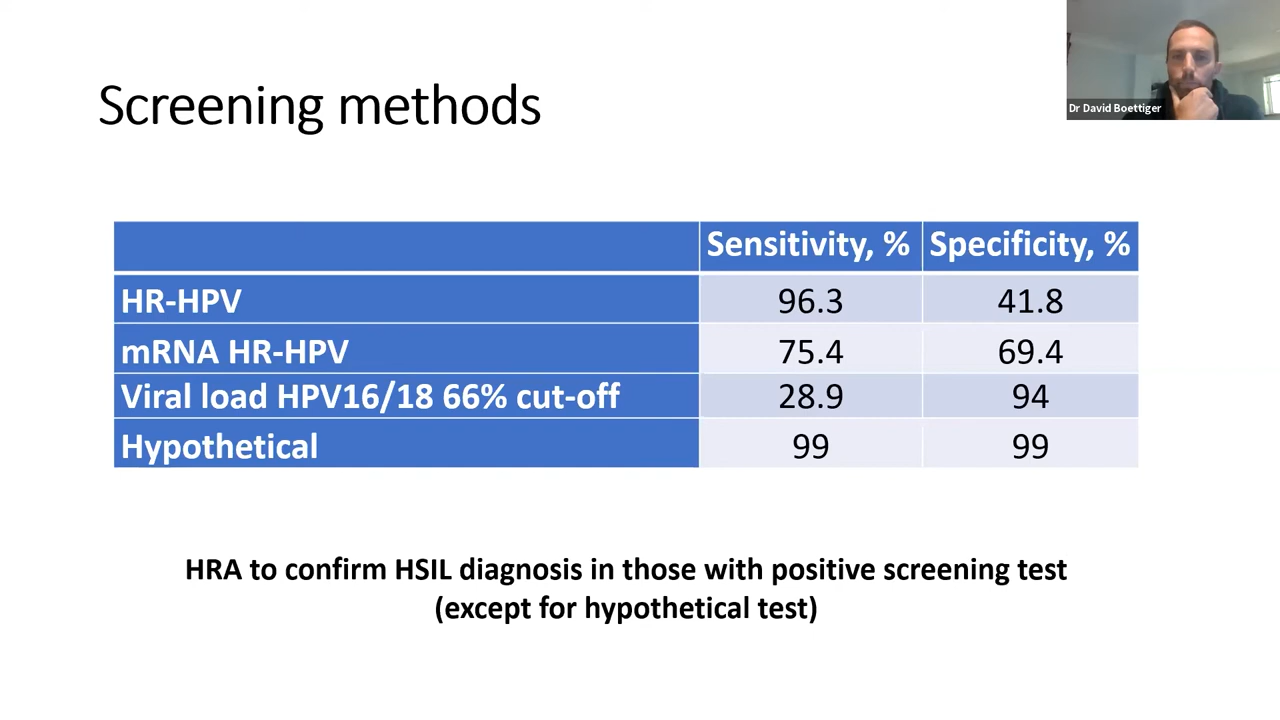 Dr David Boettiger
Screening methods
Sensitivity, % Specificity, %
HR-HPV 96.3 41.8
mRNA HR-HPV 75.4 69.4
Viral load HPV16/18 66% cut-off 28.9 94
Hypothetical 99 99
HRA to confirm HSIL diagnosis in those with positive screening test
(except for hypothetical test)